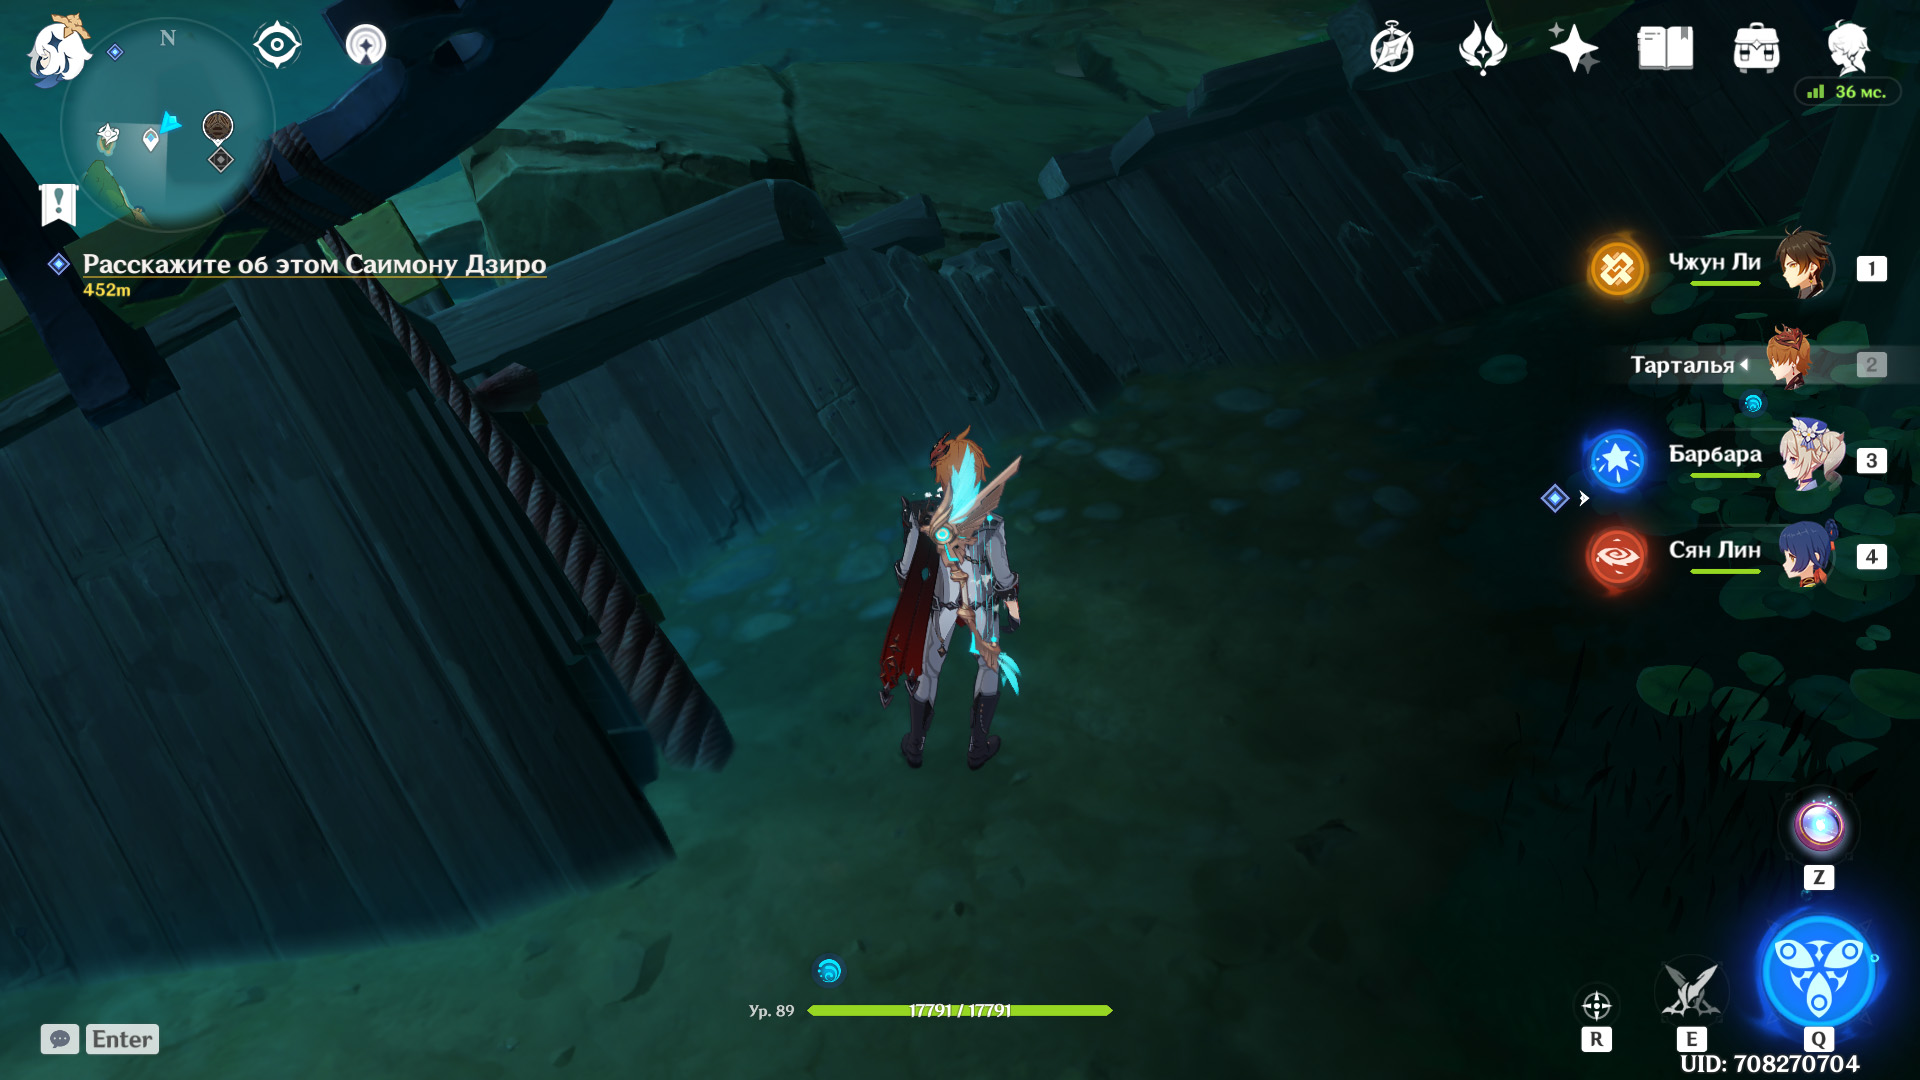 N
36 мс.
Расскажите об этом Саимону Дзиро
452m
Чжун Ли
1
Тарталья
2
Барбара
3
Сян Лин
4
Z
Ур. 89
17791 / 17791
Enter
R
E
Q
UID: 708270704